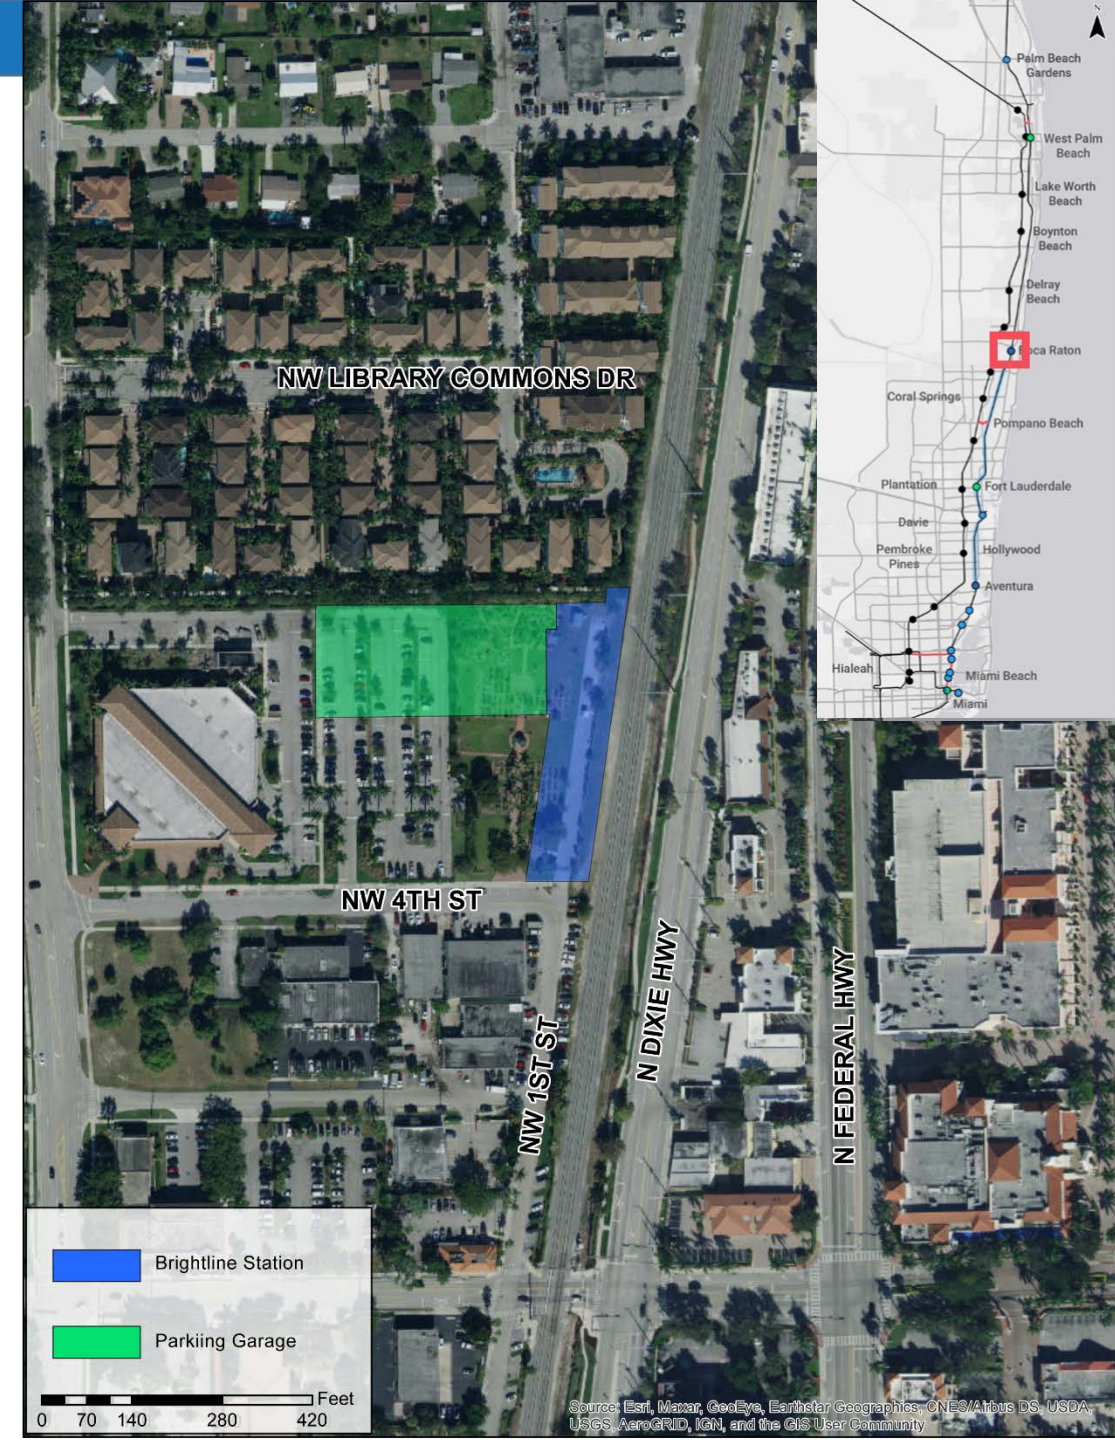 N
Palm Beach
Gardens
West Palm
Beach
Lake Worth
Beach
Boynton
Beach
Delray
Beach
Boca Raton
Coral Springs
Pompano Beach
Plantation
Fort Lauderdale
Davie
Pembroke
Pines
Hollywood
Aventura
Hialeah
Miami Beach
Miami
NW LIBRARY COMMONS DR
NW 4TH ST
NW 1ST ST
N DIXIE HWY
N FEDERAL HWY
Brightline Station
Parkiing Garage
Feet
0 70 140 280 420
Source: Esri, Maxar, GeoEye, Earthstar Geographics, CNES/Airbus DS, USDA,
USGS, AeroGRID, IGN, and the GIS User Community